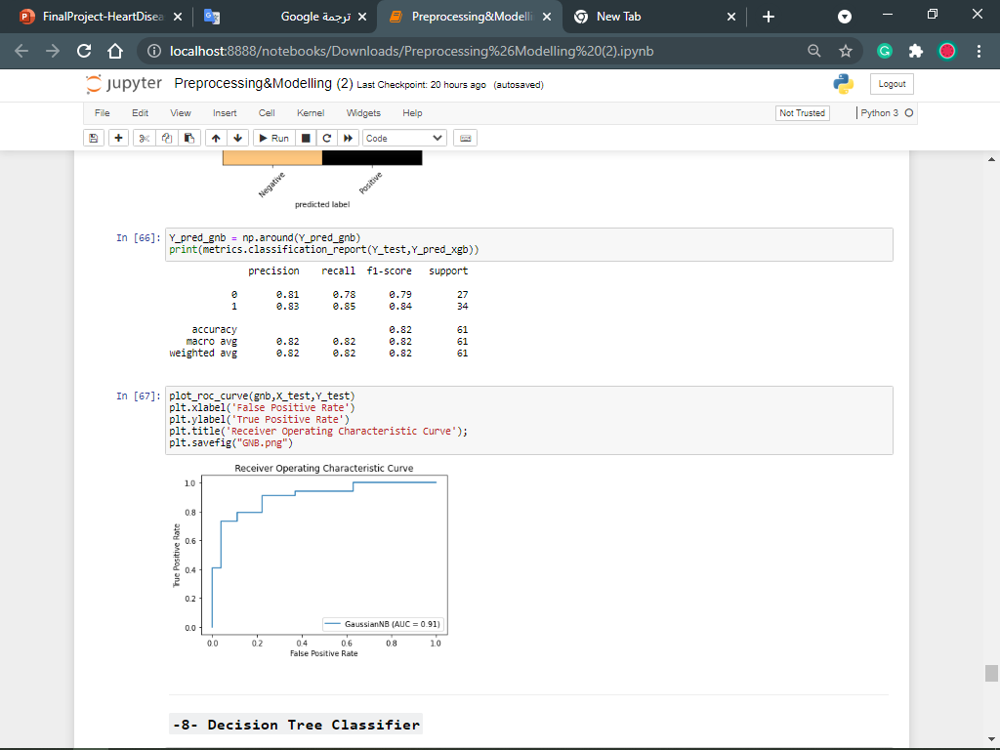 FinalProject-HeartDisea
ترجمة Google
Preprocessing&Modelli
New Tab
localhost:8888/notebooks/Downloads/Preprocessing%26Modelling%20(2).ipynb
jupyter Preprocessing&Modelling (2) Last Checkpoint: 20 hours ago (autosaved)
Logout
File Edit View Insert Cell Kernel Widgets Help
Not Trusted
Python 3
Run
Code
Negative
Positive
predicted label
In [66]: Y_pred_gnb = np.around(Y_pred_gnb)
print(metrics.classification_report(Y_test,Y_pred_xgb))
precision recall f1-score support
0 0.81 0.78 0.79 27
1 0.83 0.85 0.84 34
accuracy 0.82 61
macro avg 0.82 0.82 0.82 61
weighted avg 0.82 0.82 0.82 61
In [67]: plot_roc_curve(gnb,X_test,Y_test)
plt.xlabel('False Positive Rate')
plt.ylabel('True Positive Rate')
plt.title('Receiver Operating Characteristic Curve');
plt.savefig("GNB.png")
Receiver Operating Characteristic Curve
True Positive Rate
1.0
0.8
0.6
0.4
0.2
0.0
GaussianNB (AUC = 0.91)
0.0 0.2 0.4 0.6 0.8 1.0
False Positive Rate
-8- Decision Tree Classifier